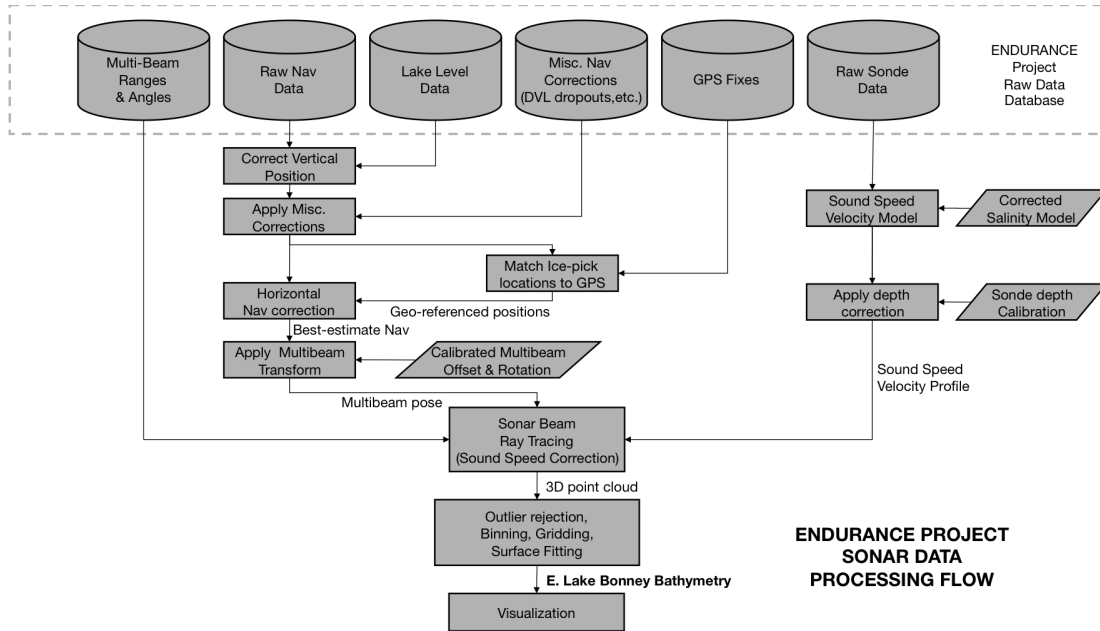 Multi-Beam
Ranges
& Angles
Raw Nav
Data
Lake Level
Data
Misc. Nav
Corrections
(DVL dropouts,etc.)
GPS Fixes
Raw Sonde
Data
ENDURANCE
Project
Raw Data
Database
Correct Vertical
Position
Apply Misc.
Corrections
Sound Speed
Velocity Model
Corrected
Salinity Model
Match Ice-pick
locations to GPS
Horizontal
Nav correction
Geo-referenced positions
Apply depth
correction
Sonde depth
Calibration
Best-estimate Nav
Apply Multibeam
Transform
Calibrated Multibeam
Offset & Rotation
Sound Speed
Velocity Profile
Multibeam pose
Sonar Beam
Ray Tracing
(Sound Speed Correction)
3D point cloud
Outlier rejection,
Binning, Gridding,
Surface Fitting
ENDURANCE PROJECT
SONAR DATA
PROCESSING FLOW
E. Lake Bonney Bathymetry
Visualization